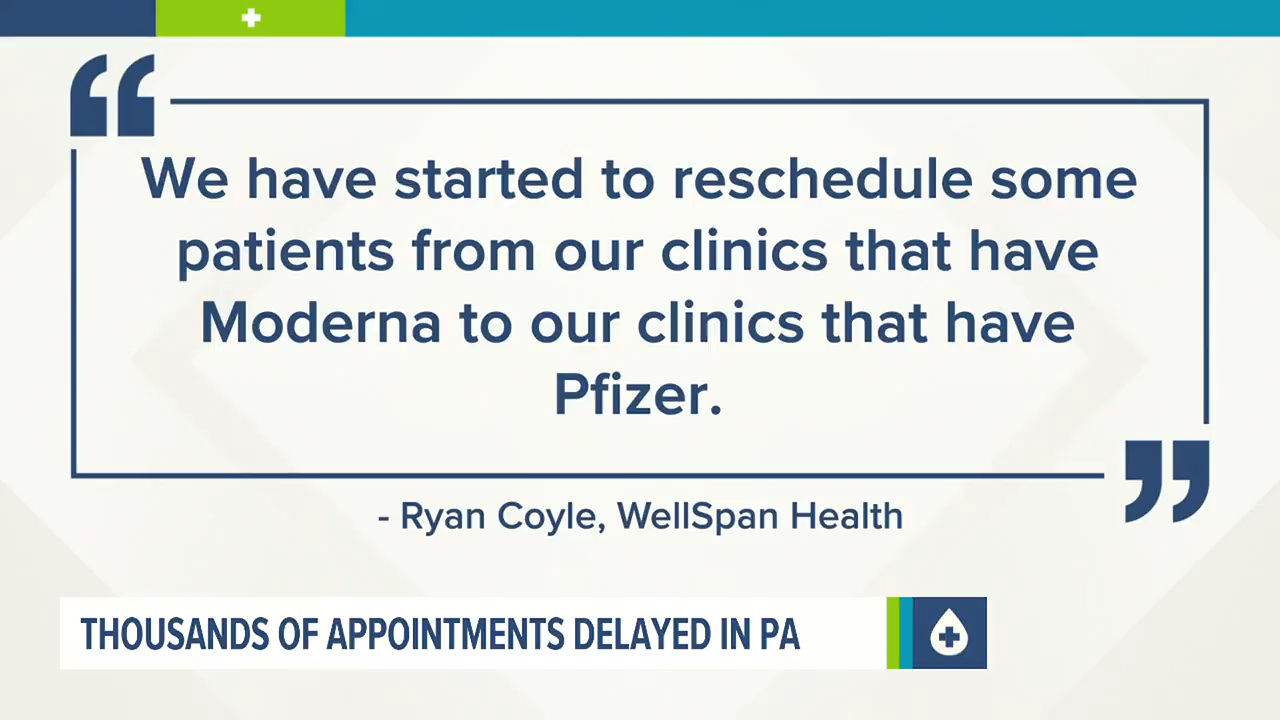 “
We have started to reschedule some
patients from our clinics that have
Moderna to our clinics that have
Pfizer.
”
- Ryan Coyle, WellSpan Health
THOUSANDS OF APPOINTMENTS DELAYED IN PA